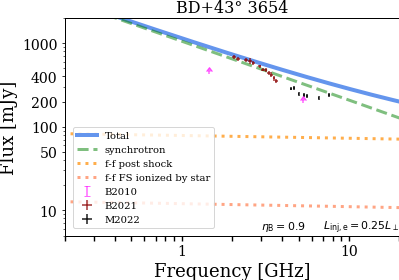 BD+43° 3654
Flux [mJy]
1000
400
200
100
50
10
Total
synchrotron
f-f post shock
f-f FS ionized by star
B2010
B2021
M2022
η_B = 0.9 L_inj, e = 0.25L_⊥
1 10
Frequency [GHz]